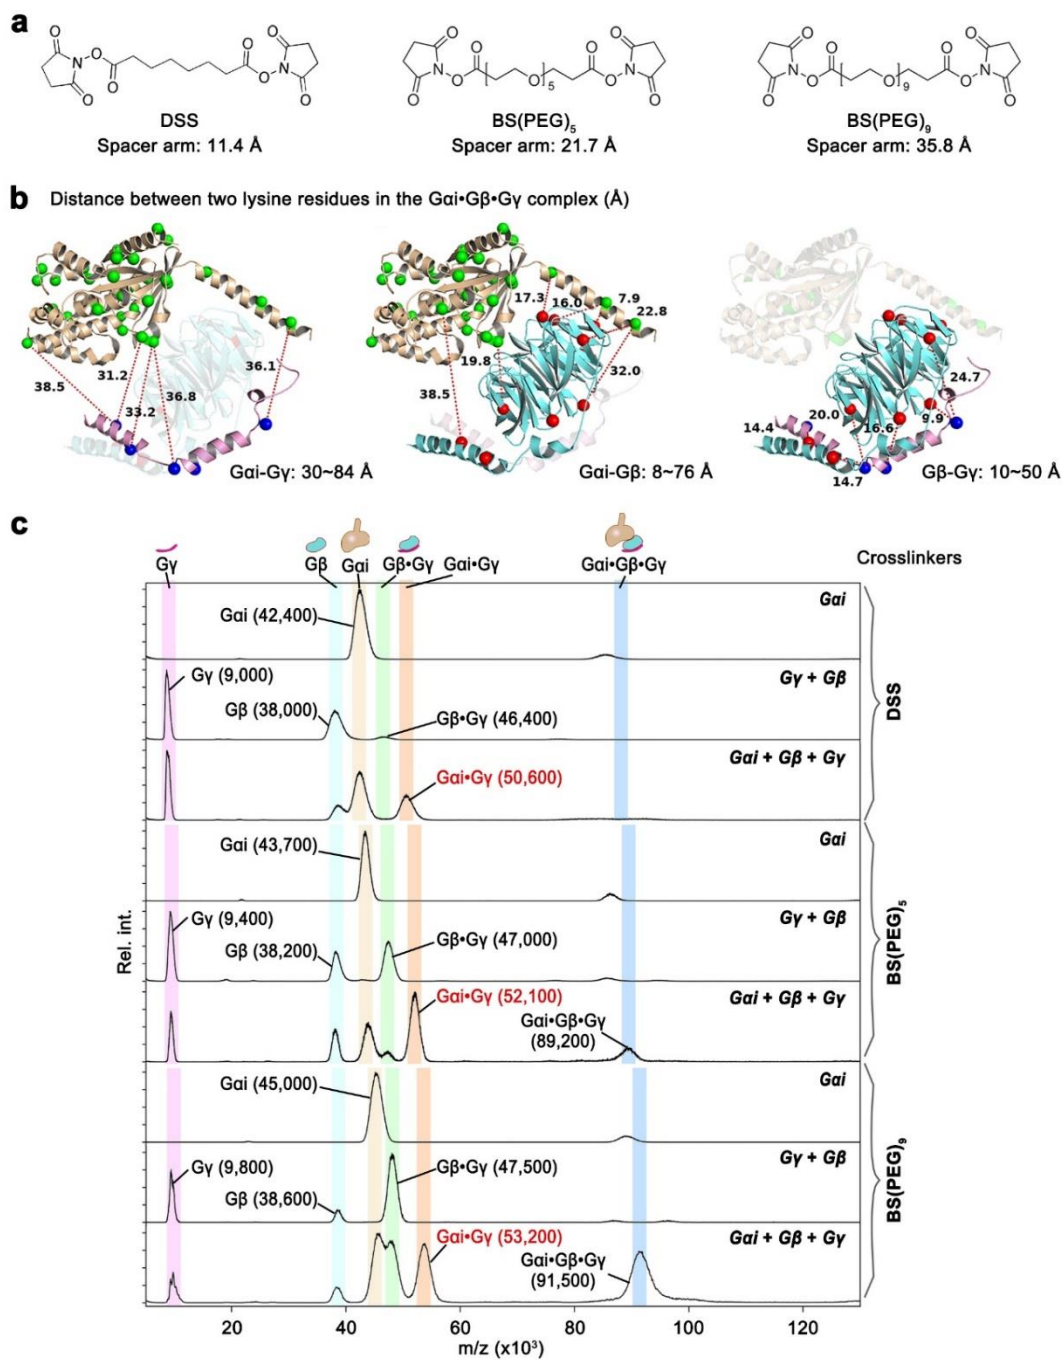 a
DSS
Spacer arm: 11.4 Å
BS(PEG)5
Spacer arm: 21.7 Å
BS(PEG)9
Spacer arm: 35.8 Å
b Distance between two lysine residues in the Gαi•Gβ•Gγ complex (Å)
38.5
31.2
33.2
36.8
36.1
Gαi-Gγ: 30~84 Å
17.3
16.0
7.9
22.8
19.8
32.0
38.5
Gαi-Gβ: 8~76 Å
24.7
20.0
9.9
16.6
14.4
14.7
Gβ-Gγ: 10~50 Å
c
Gγ Gβ Gαi Gβ•Gγ Gαi•Gγ Gαi•Gβ•Gγ Crosslinkers
Gαi
Gαi (42,400)
Gγ + Gβ
Gγ (9,000)
Gβ (38,000)
Gβ•Gγ (46,400)
Gαi + Gβ + Gγ
Gαi•Gγ (50,600)
DSS
Gαi
Gαi (43,700)
Gγ + Gβ
Gγ (9,400)
Gβ (38,200)
Gβ•Gγ (47,000)
Gαi + Gβ + Gγ
Gαi•Gγ (52,100)
Gαi•Gβ•Gγ
(89,200)
BS(PEG)5
Gαi
Gαi (45,000)
Gγ + Gβ
Gγ (9,800)
Gβ (38,600)
Gβ•Gγ (47,500)
Gαi + Gβ + Gγ
Gαi•Gγ (53,200)
Gαi•Gβ•Gγ
(91,500)
BS(PEG)9
Rel. int.
20 40 60 80 100 120
m/z (x10³)